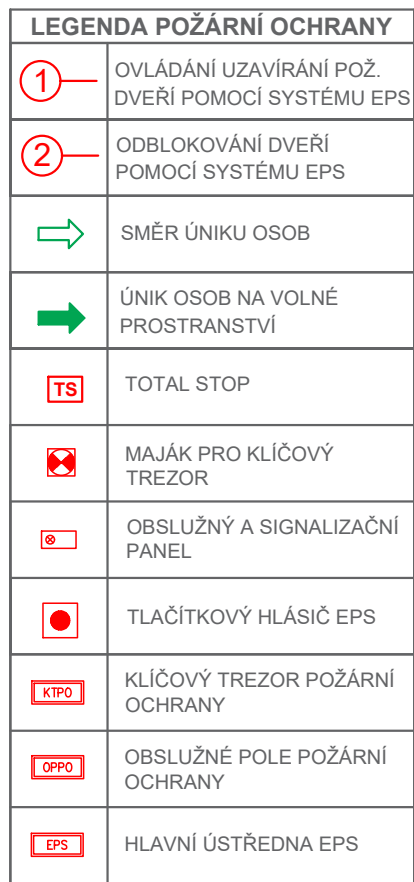 LEGENDA POŽÁRNÍ OCHRANY
1
OVLÁDÁNÍ UZAVÍRÁNÍ POŽ.
DVEŘÍ POMOCÍ SYSTÉMU EPS
2
ODBLOKOVÁNÍ DVEŘÍ
POMOCÍ SYSTÉMU EPS
SMĚR ÚNIKU OSOB
ÚNIK OSOB NA VOLNÉ
PROSTRANSTVÍ
TS
TOTAL STOP
MAJÁK PRO KLÍČOVÝ
TREZOR
OBSLUŽNÝ A SIGNALIZAČNÍ
PANEL
TLAČÍTKOVÝ HLÁSIČ EPS
KTPO
KLÍČOVÝ TREZOR POŽÁRNÍ
OCHRANY
OPPO
OBSLUŽNÉ POLE POŽÁRNÍ
OCHRANY
EPS
HLAVNÍ ÚSTŘEDNA EPS